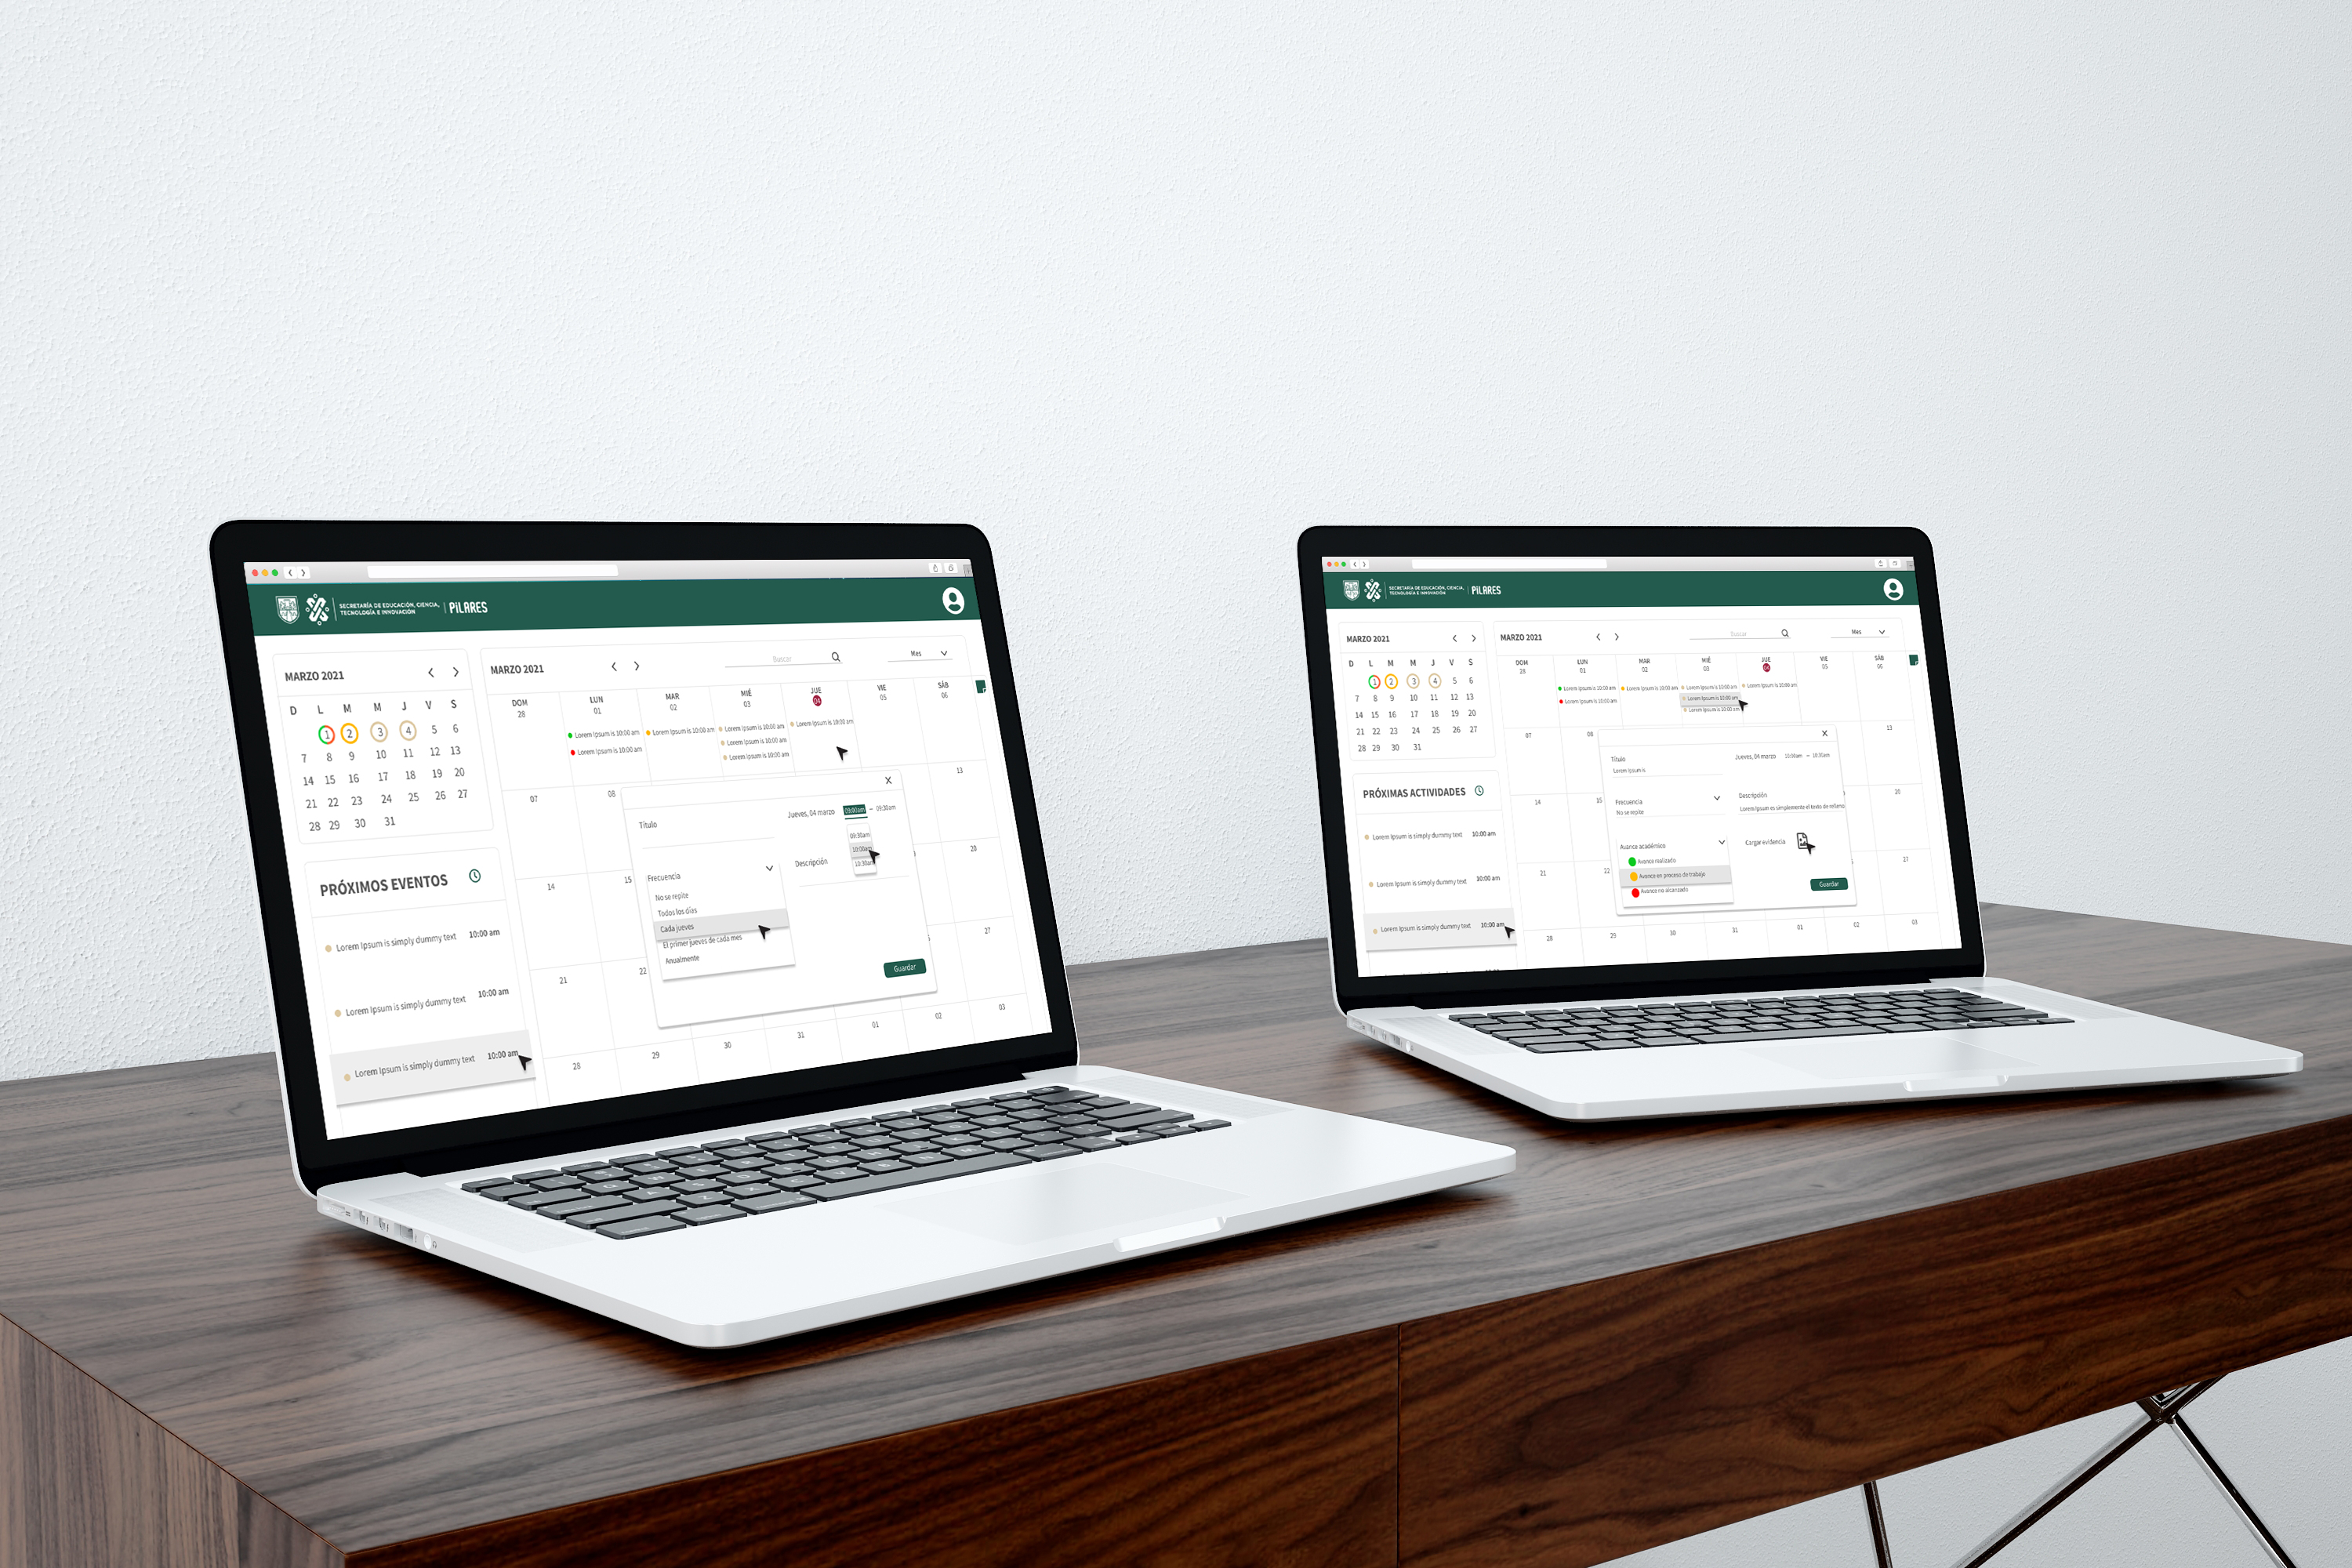 SECRETARÍA DE EDUCACIÓN, CIENCIA,
TECNOLOGÍA E INNOVACIÓN
PILARES
MARZO 2021
D L M M J V S
1 2 3 4 5 6
7 8 9 10 11 12 13
14 15 16 17 18 19 20
21 22 23 24 25 26 27
28 29 30 31
PRÓXIMOS EVENTOS
Lorem Ipsum is simply dummy text 10:00 am
Lorem Ipsum is simply dummy text 10:00 am
Lorem Ipsum is simply dummy text 10:00 am
MARZO 2021
Buscar
Mes
DOM LUN MAR MIÉ JUE VIE SÁB
28 01 02 03 04 05 06
Lorem Ipsum is 10:00 am
Lorem Ipsum is 10:00 am
Lorem Ipsum is 10:00 am
Lorem Ipsum is 10:00 am
Lorem Ipsum is 10:00 am
Lorem Ipsum is 10:00 am
Lorem Ipsum is 10:00 am
07 08 13
14 15 20
21 22 27
28 29 30 31 01 02 03
Título
Jueves, 04 marzo 09:00am – 09:30am
09:30am
10:00am
10:30am
Frecuencia
No se repite
Todos los días
Cada jueves
El primer jueves de cada mes
Anualmente
Descripción
Guardar
SECRETARÍA DE EDUCACIÓN, CIENCIA,
TECNOLOGÍA E INNOVACIÓN
PILARES
MARZO 2021
D L M M J V S
1 2 3 4 5 6
7 8 9 10 11 12 13
14 15 16 17 18 19 20
21 22 23 24 25 26 27
28 29 30 31
PRÓXIMAS ACTIVIDADES
Lorem Ipsum is simply dummy text 10:00 am
Lorem Ipsum is simply dummy text 10:00 am
Lorem Ipsum is simply dummy text 10:00 am
MARZO 2021
Buscar
Mes
DOM LUN MAR MIÉ JUE VIE SÁB
28 01 02 03 04 05 06
Lorem Ipsum is 10:00 am
Lorem Ipsum is 10:00 am
Lorem Ipsum is 10:00 am
Lorem Ipsum is 10:00 am
Lorem Ipsum is 10:00 am
Lorem Ipsum is 10:00 am
Lorem Ipsum is 10:00 am
07 08 13
14 15 20
21 22 27
28 29 30 31 01 02 03
Título
Lorem Ipsum is
Jueves, 04 marzo 10:00am – 10:30am
Frecuencia
No se repite
Descripción
Lorem Ipsum es simplemente el texto de relleno
Avance académico
Avance realizado
Avance en proceso de trabajo
Avance no alcanzado
Cargar evidencia
Guardar